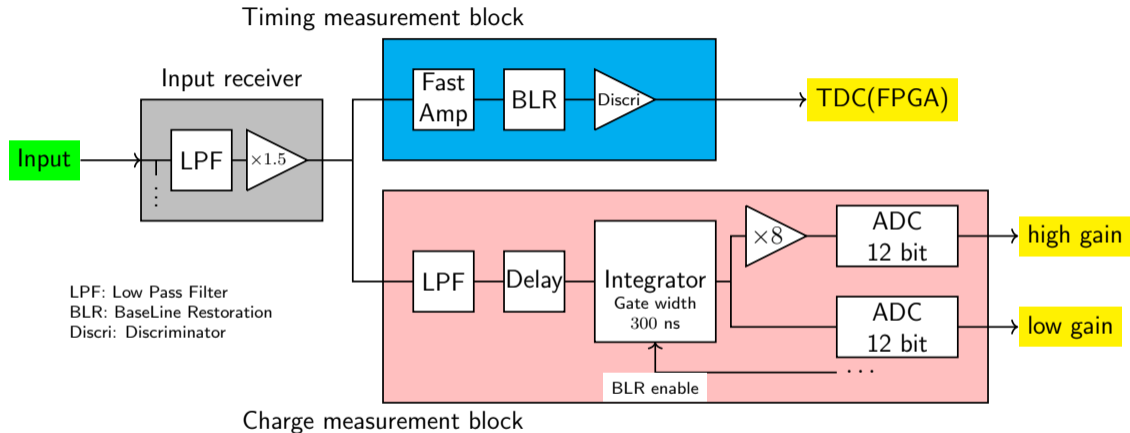 Timing measurement block
Input receiver
Fast
Amp
BLR
Discri
TDC(FPGA)
Input
LPF
×1.5
⋮
LPF
Delay
Integrator
Gate width
300 ns
×8
ADC
12 bit
high gain
ADC
12 bit
low gain
BLR enable
···
LPF: Low Pass Filter
BLR: BaseLine Restoration
Discri: Discriminator
Charge measurement block